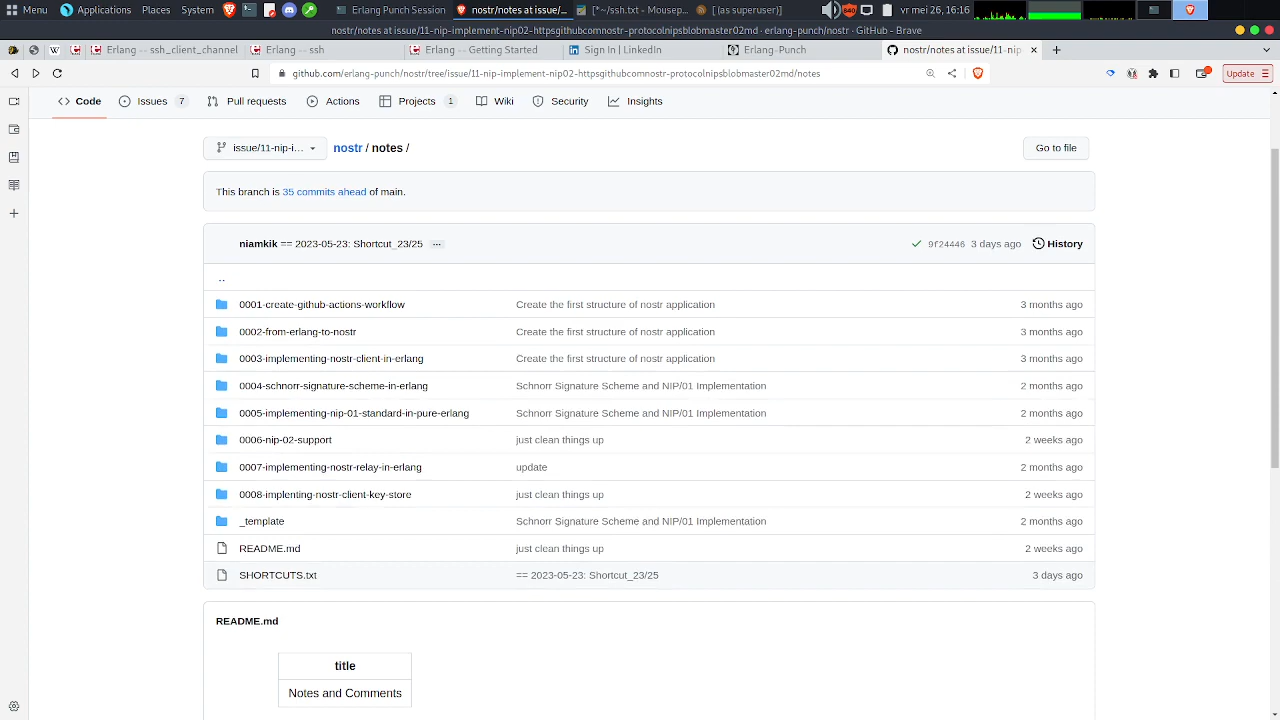 Menu Applications Places System Erlang Punch Session nostr/notes at issue/... [*~/ssh.txt - Mousep... [(as superseder)] ven mei 26, 16:16
nostr/notes at issue/11-nip-implement-nip02-httpsgithubcomnostr-protocolnipsblobmaster02md · erlang-punch/nostr · GitHub - Brave
Erlang -- ssh_client_channel Erlang -- ssh Erlang -- Getting Started Sign In | LinkedIn Erlang-Punch nostr/notes at issue/11-nip-
github.com/erlang-punch/nostr/tree/issue/11-nip-implement-nip02-httpsgithubcomnostr-protocolnipsblobmaster02md/notes Update
Code Issues 7 Pull requests Actions Projects 1 Wiki Security Insights
issue/11-nip-i... nostr / notes / Go to file
This branch is 35 commits ahead of main.
niamkik == 2023-05-23: Shortcut_23/25 ... 9f24446 3 days ago History
..
0001-create-github-actions-workflow Create the first structure of nostr application 3 months ago
0002-from-erlang-to-nostr Create the first structure of nostr application 3 months ago
0003-implementing-nostr-client-in-erlang Create the first structure of nostr application 3 months ago
0004-schnorr-signature-scheme-in-erlang Schnorr Signature Scheme and NIP/01 Implementation 2 months ago
0005-implementing-nip-01-standard-in-pure-erlang Schnorr Signature Scheme and NIP/01 Implementation 2 months ago
0006-nip-02-support just clean things up 2 weeks ago
0007-implementing-nostr-relay-in-erlang update 2 months ago
0008-implenting-nostr-client-key-store just clean things up 2 weeks ago
_template Schnorr Signature Scheme and NIP/01 Implementation 2 months ago
README.md just clean things up 2 weeks ago
SHORTCUTS.txt == 2023-05-23: Shortcut_23/25 3 days ago
README.md
title
Notes and Comments